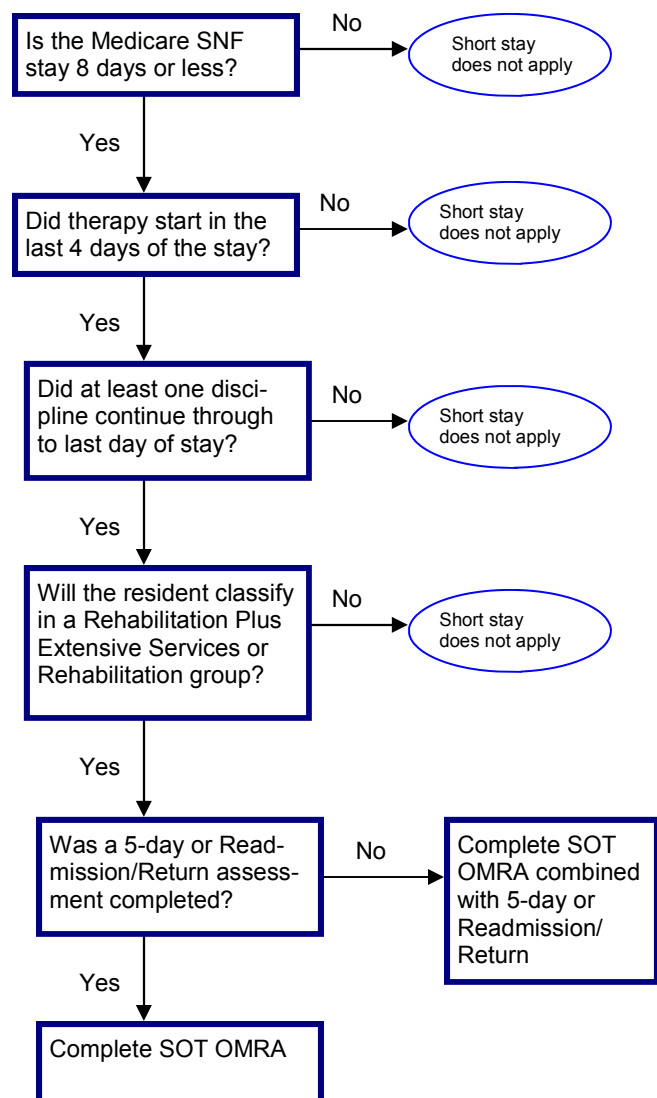 Is the Medicare SNF
stay 8 days or less?
No
Short stay
does not apply
Yes
Did therapy start in the
last 4 days of the stay?
No
Short stay
does not apply
Yes
Did at least one disci-
pline continue through
to last day of stay?
No
Short stay
does not apply
Yes
Will the resident classify
in a Rehabilitation Plus
Extensive Services or
Rehabilitation group?
No
Short stay
does not apply
Yes
Was a 5-day or Read-
mission/Return assess-
ment completed?
No
Complete SOT
OMRA combined
with 5-day or
Readmission/
Return
Yes
Complete SOT OMRA